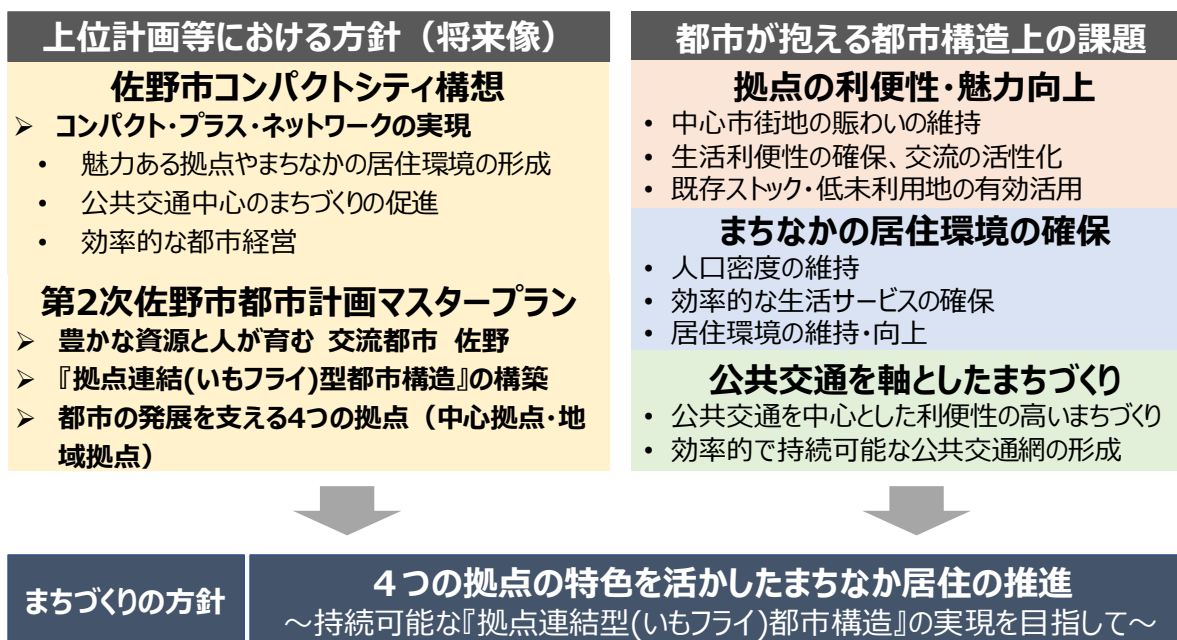 上位計画等における方針（将来像）
佐野市コンパクトシティ構想
➢ コンパクト・プラス・ネットワークの実現
• 魅力ある拠点やまちなかの居住環境の形成
• 公共交通中心のまちづくりの促進
• 効率的な都市経営
第2次佐野市都市計画マスタープラン
➢ 豊かな資源と人が育む 交流都市 佐野
➢ 『拠点連結(いもフライ)型都市構造』の構築
➢ 都市の発展を支える4つの拠点（中心拠点・地
域拠点）
都市が抱える都市構造上の課題
拠点の利便性・魅力向上
• 中心市街地の賑わいの維持
• 生活利便性の確保、交流の活性化
• 既存ストック・低未利用地の有効活用
まちなかの居住環境の確保
• 人口密度の維持
• 効率的な生活サービスの確保
• 居住環境の維持・向上
公共交通を軸としたまちづくり
• 公共交通を中心とした利便性の高いまちづくり
• 効率的で持続可能な公共交通網の形成
まちづくりの方針
４つの拠点の特色を活かしたまちなか居住の推進
～持続可能な『拠点連結型(いもフライ)都市構造』の実現を目指して～